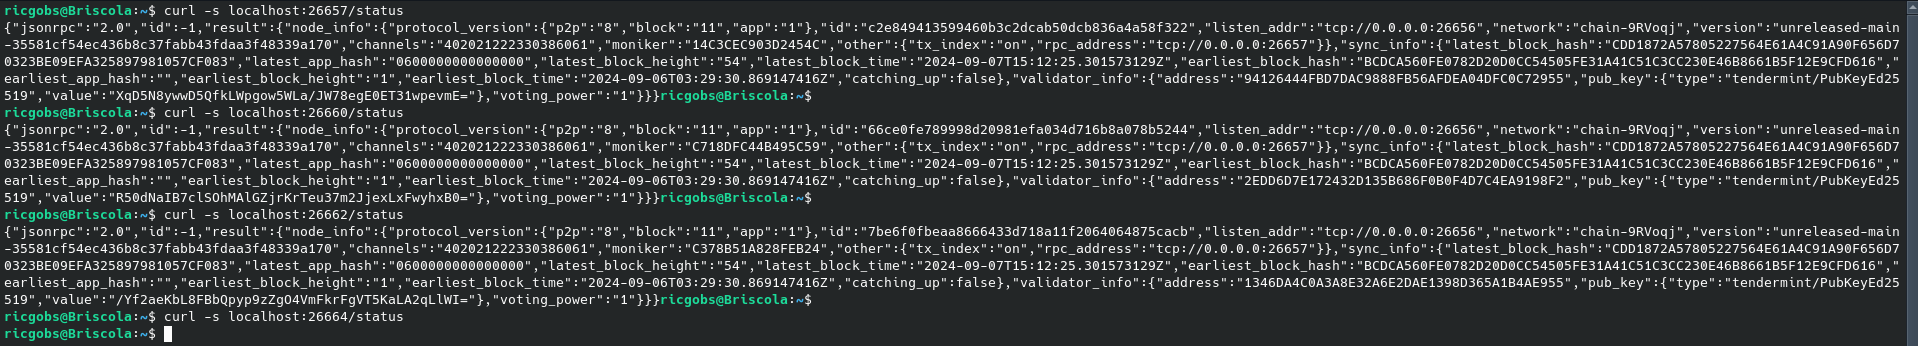 ricgobs@Briscola:~$ curl -s localhost:26657/status
{"jsonrpc":"2.0","id":-1,"result":{"node_info":{"protocol_version":{"p2p":"8","block":"11","app":"1"},"id":"c2e849413599460b3c2dcab50dcb836a4a58f322","listen_addr":"tcp://0.0.0.0:26656","network":"chain-9RVoqj","version":"unreleased-main
-35581cf54ec436b8c37fabb43fdaa3f48339a170","channels":"402021222330386061","moniker":"14C3CEC903D2454C","other":{"tx_index":"on","rpc_address":"tcp://0.0.0.0:26657"}},"sync_info":{"latest_block_hash":"CDD1872A57805227564E61A4C91A90F656D7
0323BE09EFA325897981057CF083","latest_app_hash":"0600000000000000","latest_block_height":"54","latest_block_time":"2024-09-07T15:12:25.301573129Z","earliest_block_hash":"BCDCA560FE0782D20D0CC54505FE31A41C51C3CC230E46B8661B5F12E9CFD616","
earliest_app_hash":"","earliest_block_height":"1","earliest_block_time":"2024-09-06T03:29:30.869147416Z","catching_up":false},"validator_info":{"address":"94126444FBD7DAC9888FB56AFDEA04DFC0C72955","pub_key":{"type":"tendermint/PubKeyEd25
519","value":"XqD5N8ywwD5QfkLWpgow5WLa/JW78egE0ET31wpevmE="},"voting_power":"1"}}}ricgobs@Briscola:~$
ricgobs@Briscola:~$ curl -s localhost:26660/status
{"jsonrpc":"2.0","id":-1,"result":{"node_info":{"protocol_version":{"p2p":"8","block":"11","app":"1"},"id":"66ce0fe789998d20981efa034d716b8a078b5244","listen_addr":"tcp://0.0.0.0:26656","network":"chain-9RVoqj","version":"unreleased-main
-35581cf54ec436b8c37fabb43fdaa3f48339a170","channels":"402021222330386061","moniker":"C718DFC44B495C59","other":{"tx_index":"on","rpc_address":"tcp://0.0.0.0:26657"}},"sync_info":{"latest_block_hash":"CDD1872A57805227564E61A4C91A90F656D7
0323BE09EFA325897981057CF083","latest_app_hash":"0600000000000000","latest_block_height":"54","latest_block_time":"2024-09-07T15:12:25.301573129Z","earliest_block_hash":"BCDCA560FE0782D20D0CC54505FE31A41C51C3CC230E46B8661B5F12E9CFD616","
earliest_app_hash":"","earliest_block_height":"1","earliest_block_time":"2024-09-06T03:29:30.869147416Z","catching_up":false},"validator_info":{"address":"2EDD6D7E172432D135B686F0B0F4D7C4EA9198F2","pub_key":{"type":"tendermint/PubKeyEd25
519","value":"R50dNaIB7clSOhMAlGZjrKrTeu37m2JjexLxFwyhxB0="},"voting_power":"1"}}}ricgobs@Briscola:~$
ricgobs@Briscola:~$ curl -s localhost:26662/status
{"jsonrpc":"2.0","id":-1,"result":{"node_info":{"protocol_version":{"p2p":"8","block":"11","app":"1"},"id":"7be6f0fbeaa8666433d718a11f2064064875cacb","listen_addr":"tcp://0.0.0.0:26656","network":"chain-9RVoqj","version":"unreleased-main
-35581cf54ec436b8c37fabb43fdaa3f48339a170","channels":"402021222330386061","moniker":"C378B51A828FEB24","other":{"tx_index":"on","rpc_address":"tcp://0.0.0.0:26657"}},"sync_info":{"latest_block_hash":"CDD1872A57805227564E61A4C91A90F656D7
0323BE09EFA325897981057CF083","latest_app_hash":"0600000000000000","latest_block_height":"54","latest_block_time":"2024-09-07T15:12:25.301573129Z","earliest_block_hash":"BCDCA560FE0782D20D0CC54505FE31A41C51C3CC230E46B8661B5F12E9CFD616","
earliest_app_hash":"","earliest_block_height":"1","earliest_block_time":"2024-09-06T03:29:30.869147416Z","catching_up":false},"validator_info":{"address":"1346DA4C0A3A8E32A6E2DAE1398D365A1B4AE955","pub_key":{"type":"tendermint/PubKeyEd25
519","value":"/Yf2aeKbL8FBbQpyp9zZgO4VmFkrFgVT5KaLA2qLlWI="},"voting_power":"1"}}}ricgobs@Briscola:~$
ricgobs@Briscola:~$ curl -s localhost:26664/status
ricgobs@Briscola:~$